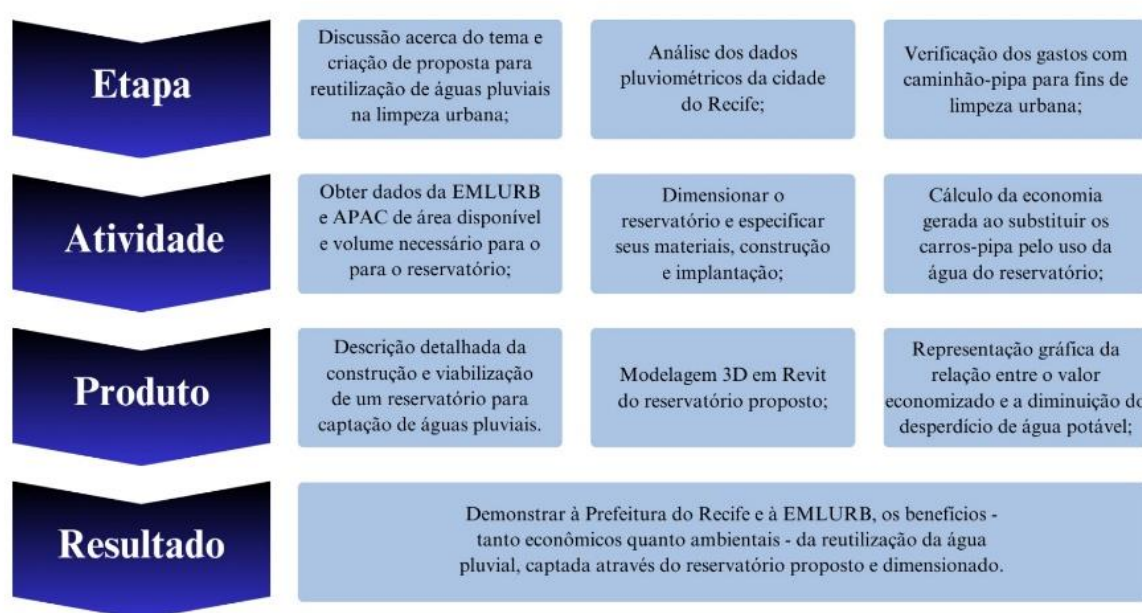 Etapa
Discussão acerca do tema e
criação de proposta para
reutilização de águas pluviais
na limpeza urbana;
Análise dos dados
pluviométricos da cidade
do Recife;
Verificação dos gastos com
caminhão-pipa para fins de
limpeza urbana;
Atividade
Obter dados da EMLURB
e APAC de área disponível
e volume necessário para o
para o reservatório;
Dimensionar o
reservatório e especificar
seus materiais, construção
e implantação;
Cálculo da economia
gerada ao substituir os
carros-pipa pelo uso da
água do reservatório;
Produto
Descrição detalhada da
construção e viabilização
de um reservatório para
captação de águas pluviais.
Modelagem 3D em Revit
do reservatório proposto;
Representação gráfica da
relação entre o valor
economizado e a diminuição do
desperdício de água potável;
Resultado
Demonstrar à Prefeitura do Recife e à EMLURB, os benefícios -
tanto econômicos quanto ambientais - da reutilização da água
pluvial, captada através do reservatório proposto e dimensionado.